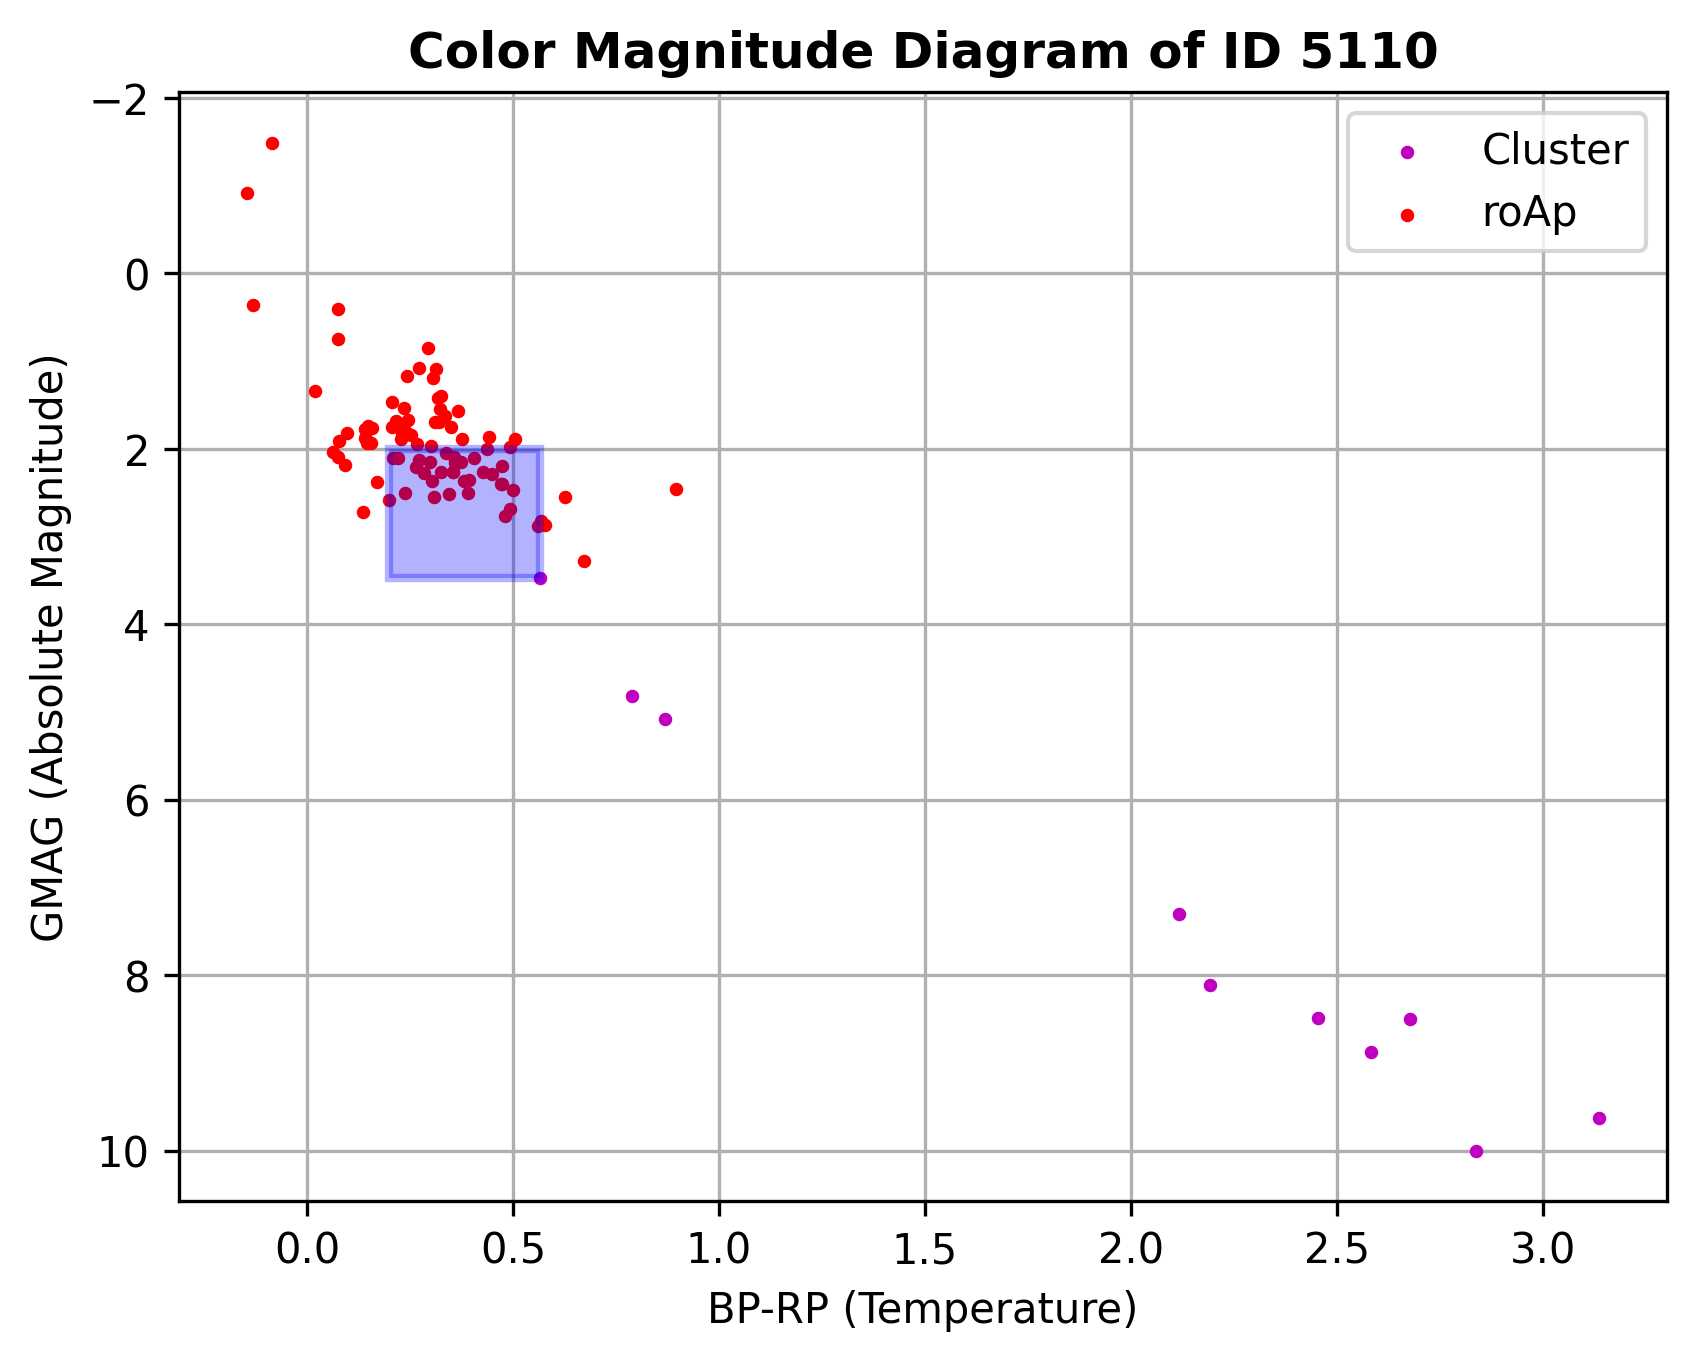 Color Magnitude Diagram of ID 5110
Cluster
roAp
GMAG (Absolute Magnitude)
−2
0
2
4
6
8
10
0.0 0.5 1.0 1.5 2.0 2.5 3.0
BP-RP (Temperature)